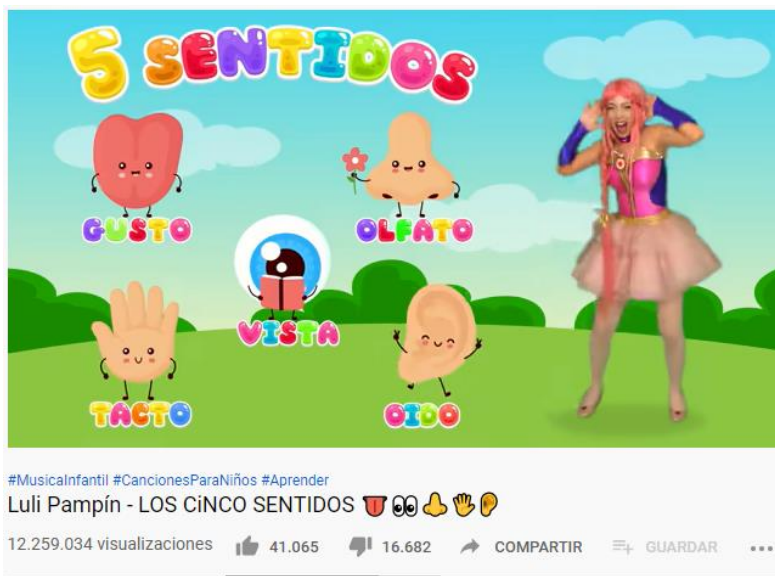 5 SENTIDOS
GUSTO
OLFATO
VISTA
TACTO
OIDO
#MusicaInfantil #CancionesParaNiños #Aprender
Luli Pampín - LOS CiNCO SENTIDOS 👅👀👃👋👂
12.259.034 visualizaciones 41.065 16.682 COMPARTIR GUARDAR